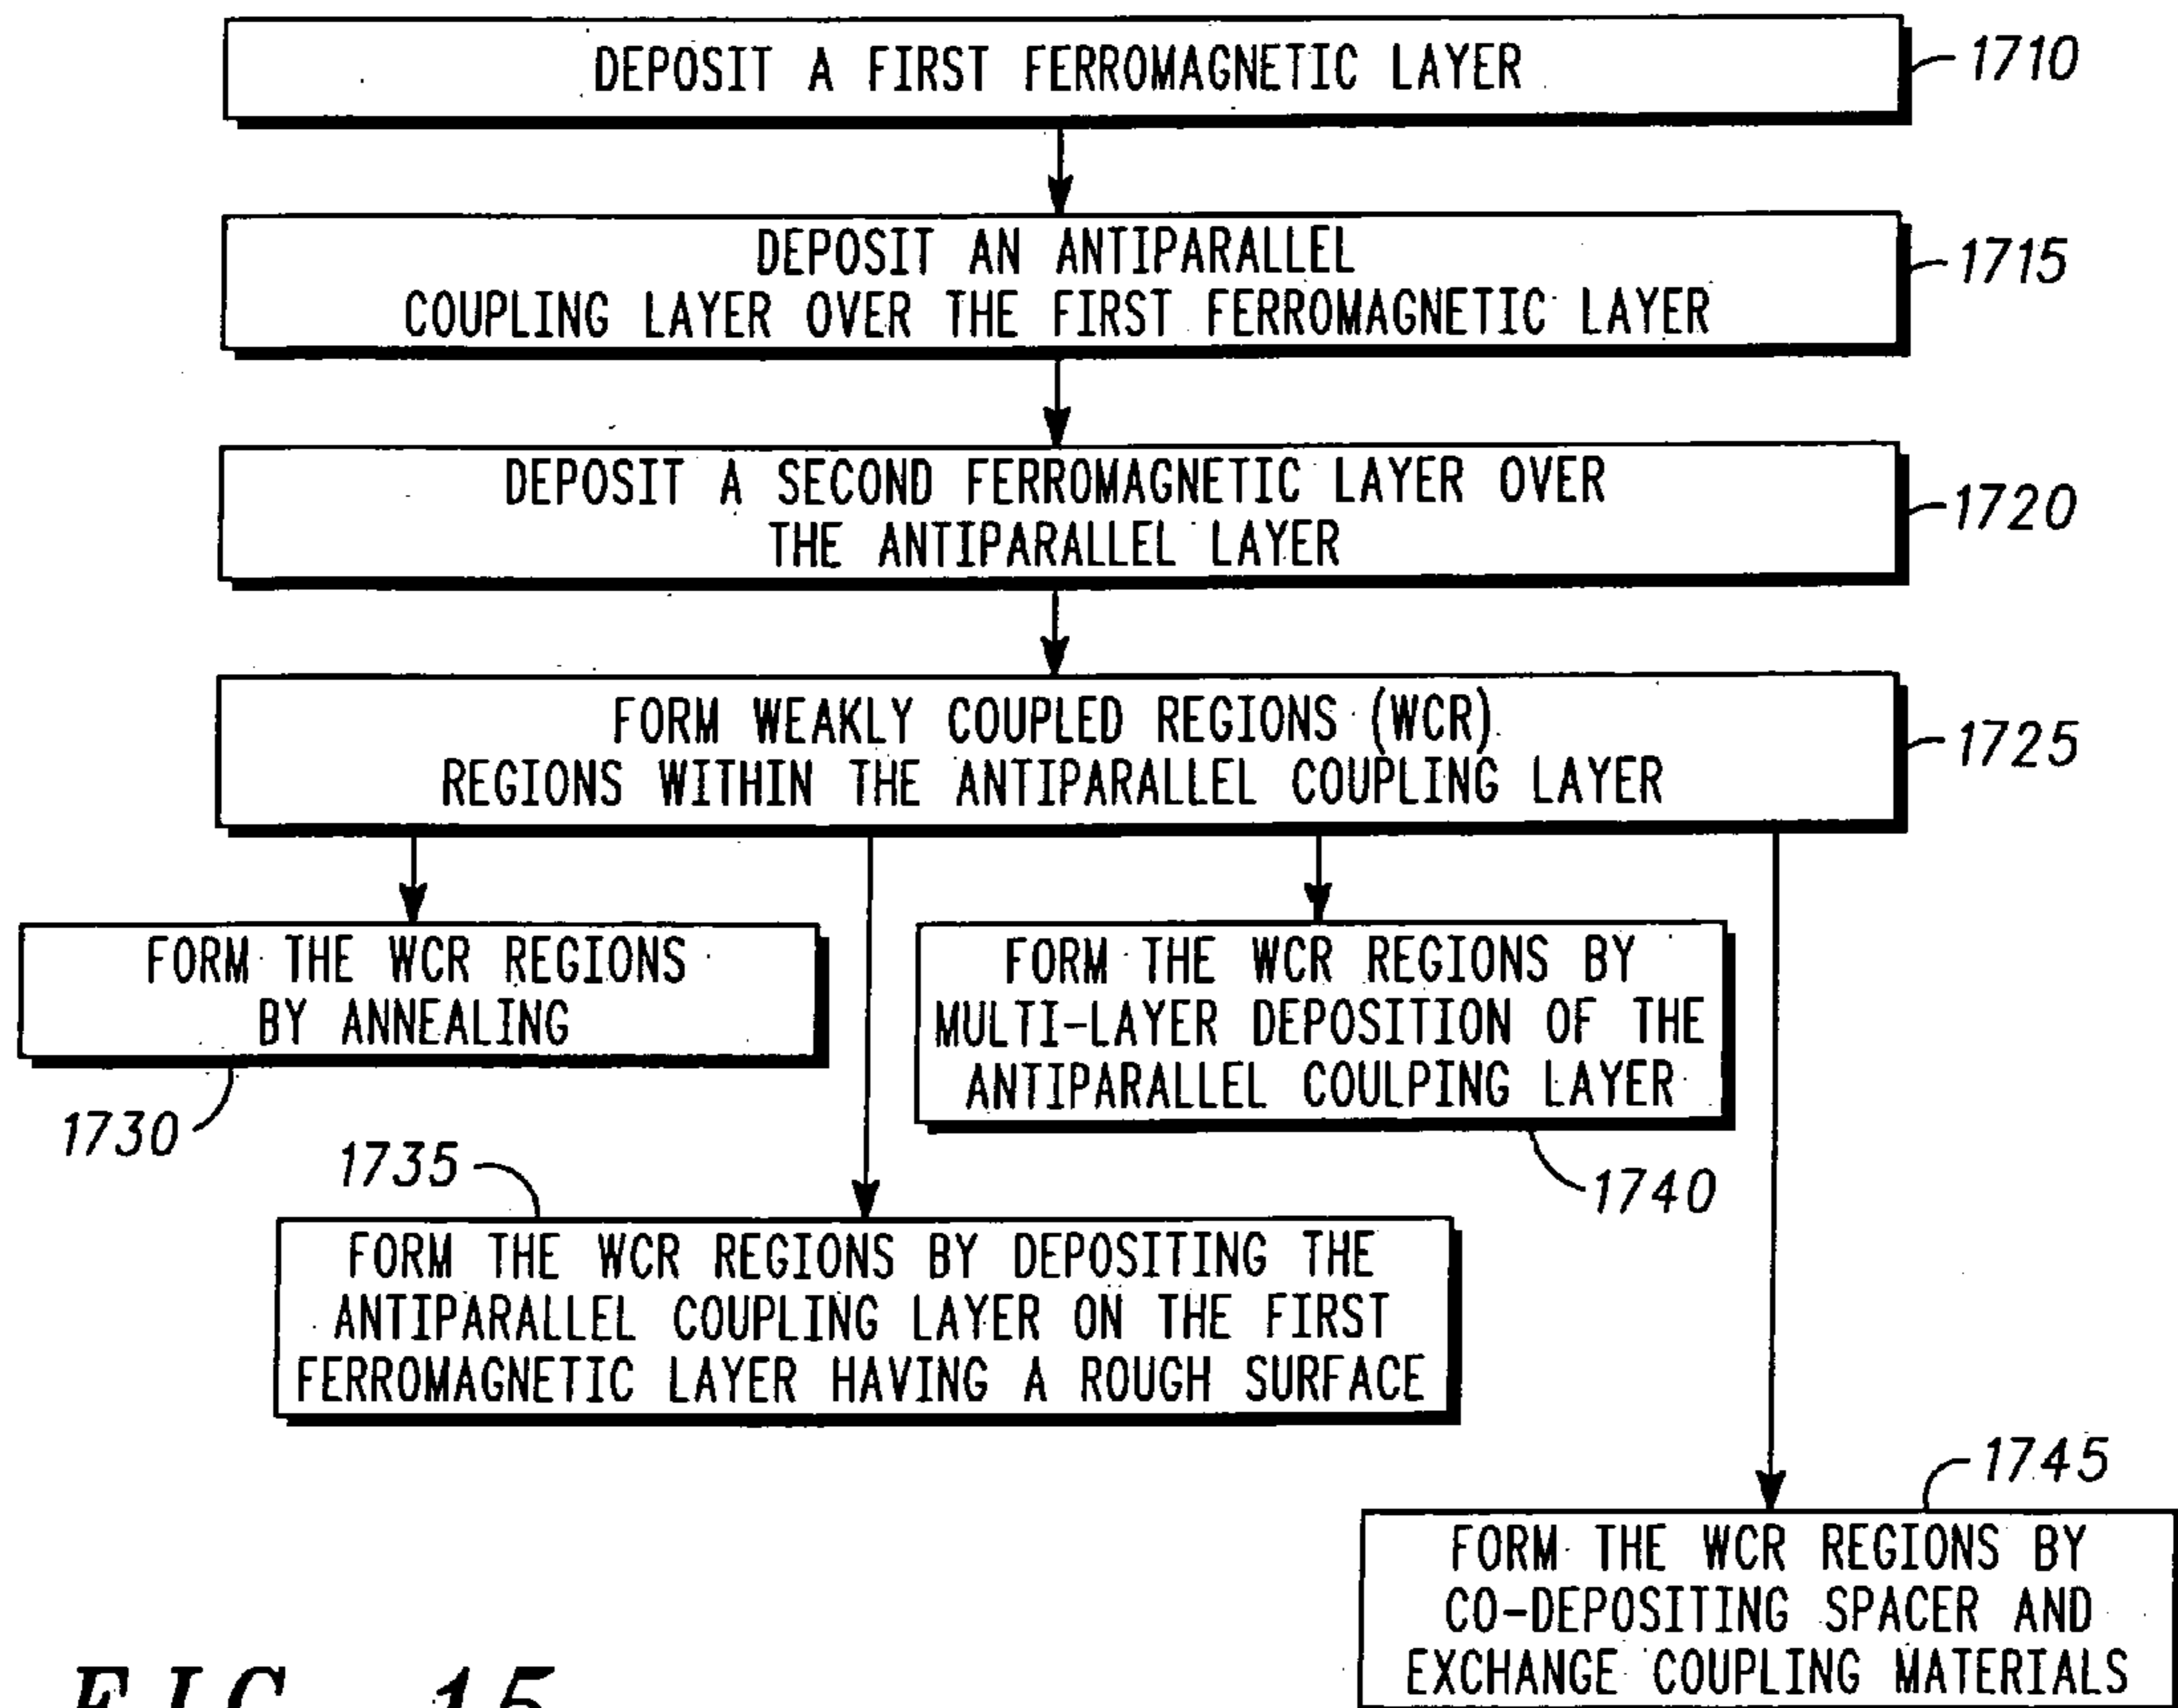 DEPOSIT A FIRST FERROMAGNETIC LAYER
1710
DEPOSIT AN ANTIPARALLEL
COUPLING LAYER OVER THE FIRST FERROMAGNETIC LAYER
1715
DEPOSIT A SECOND FERROMAGNETIC LAYER OVER
THE ANTIPARALLEL LAYER
1720
FORM WEAKLY COUPLED REGIONS (WCR)
REGIONS WITHIN THE ANTIPARALLEL COUPLING LAYER
1725
FORM THE WCR REGIONS
BY ANNEALING
1730
FORM THE WCR REGIONS BY
MULTI-LAYER DEPOSITION OF THE
ANTIPARALLEL COULPING LAYER
1740
1735
FORM THE WCR REGIONS BY DEPOSITING THE
ANTIPARALLEL COUPLING LAYER ON THE FIRST
FERROMAGNETIC LAYER HAVING A ROUGH SURFACE
1745
FORM THE WCR REGIONS BY
CO-DEPOSITING SPACER AND
EXCHANGE COUPLING MATERIALS
FIG. 15